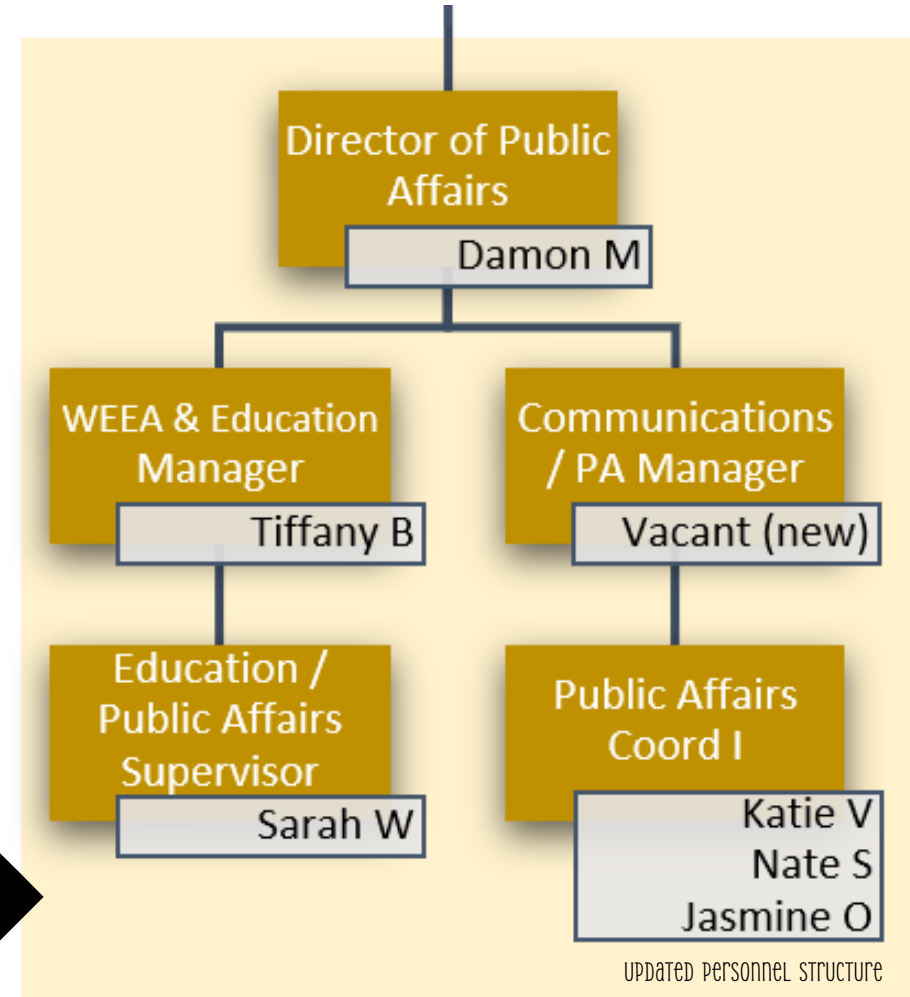 Director of Public
Affairs
Damon M
WEEA & Education
Manager
Tiffany B
Communications
/ PA Manager
Vacant (new)
Education /
Public Affairs
Supervisor
Sarah W
Public Affairs
Coord I
Katie V
Nate S
Jasmine O
UPDATED PERSONNEL STRUCTURE